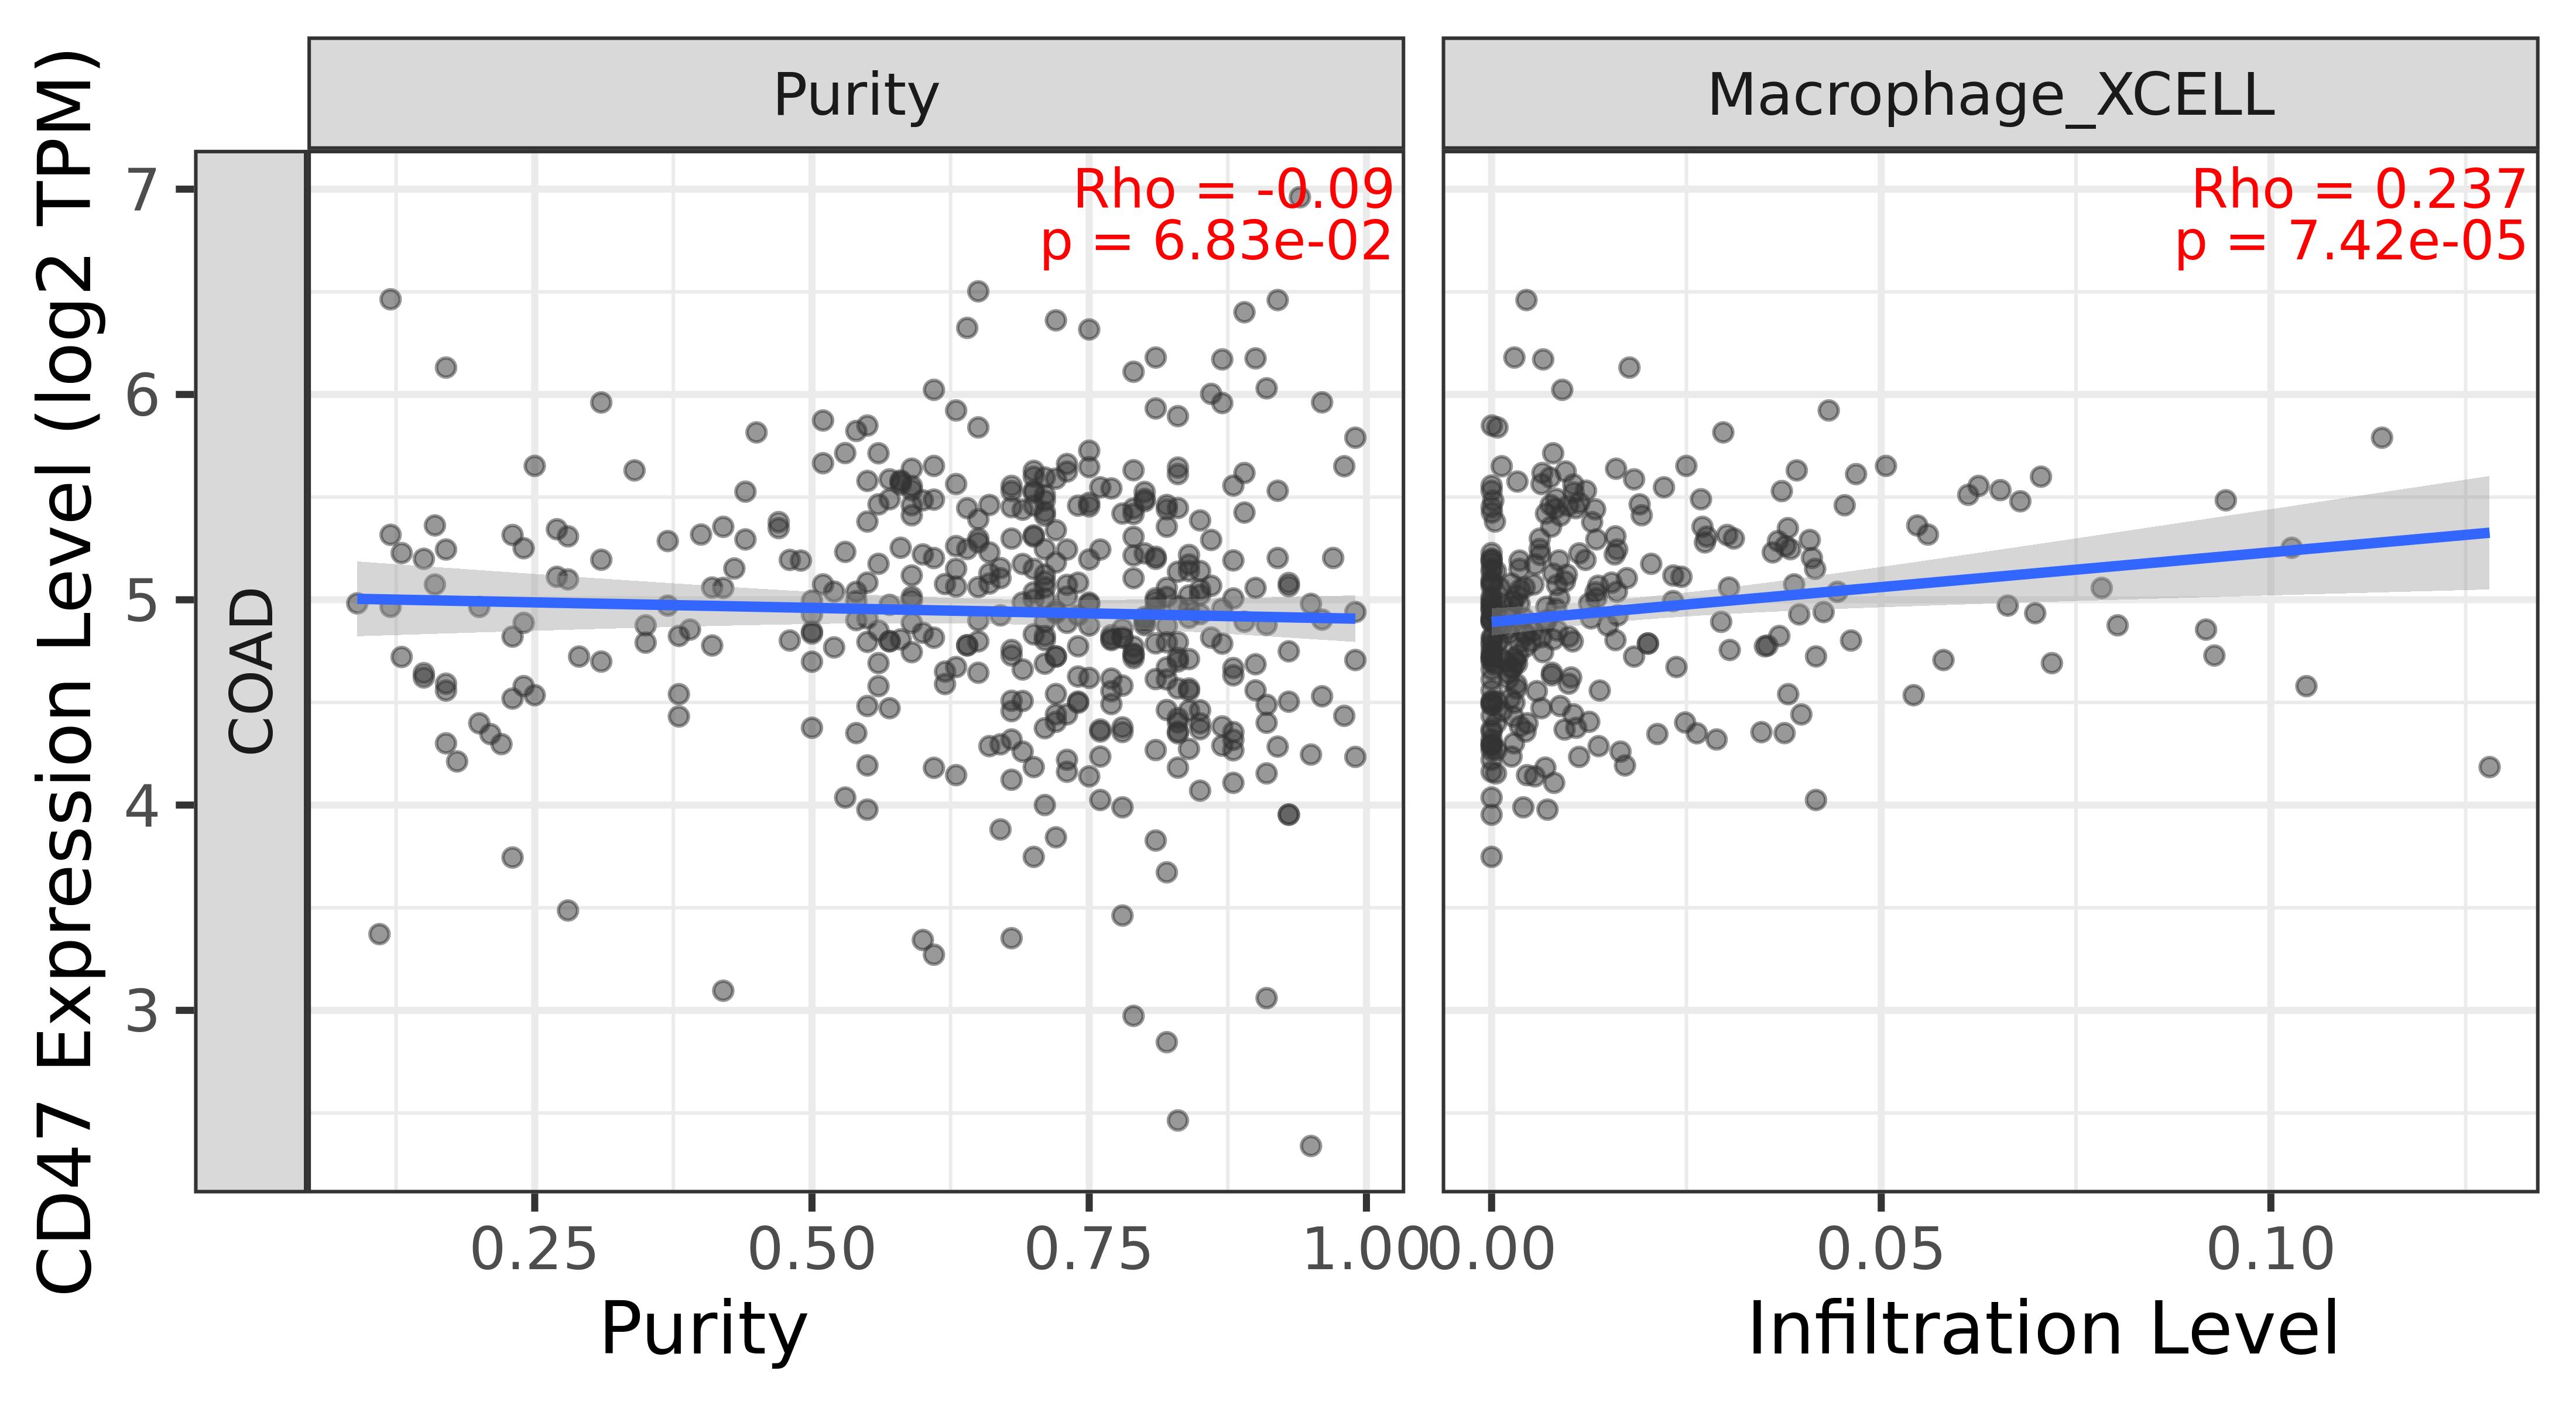 Purity
Macrophage_XCELL
CD47 Expression Level (log2 TPM)
COAD
Rho = -0.09
p = 6.83e-02
Rho = 0.237
p = 7.42e-05
7
6
5
4
3
0.25 0.50 0.75 1.00
0.00 0.05 0.10
Purity
Infiltration Level